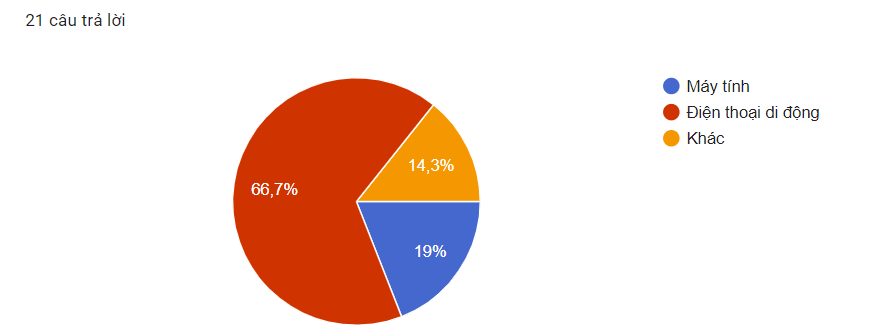 21 câu trả lời
Máy tính
Điện thoại di động
Khác
14,3%
66,7%
19%